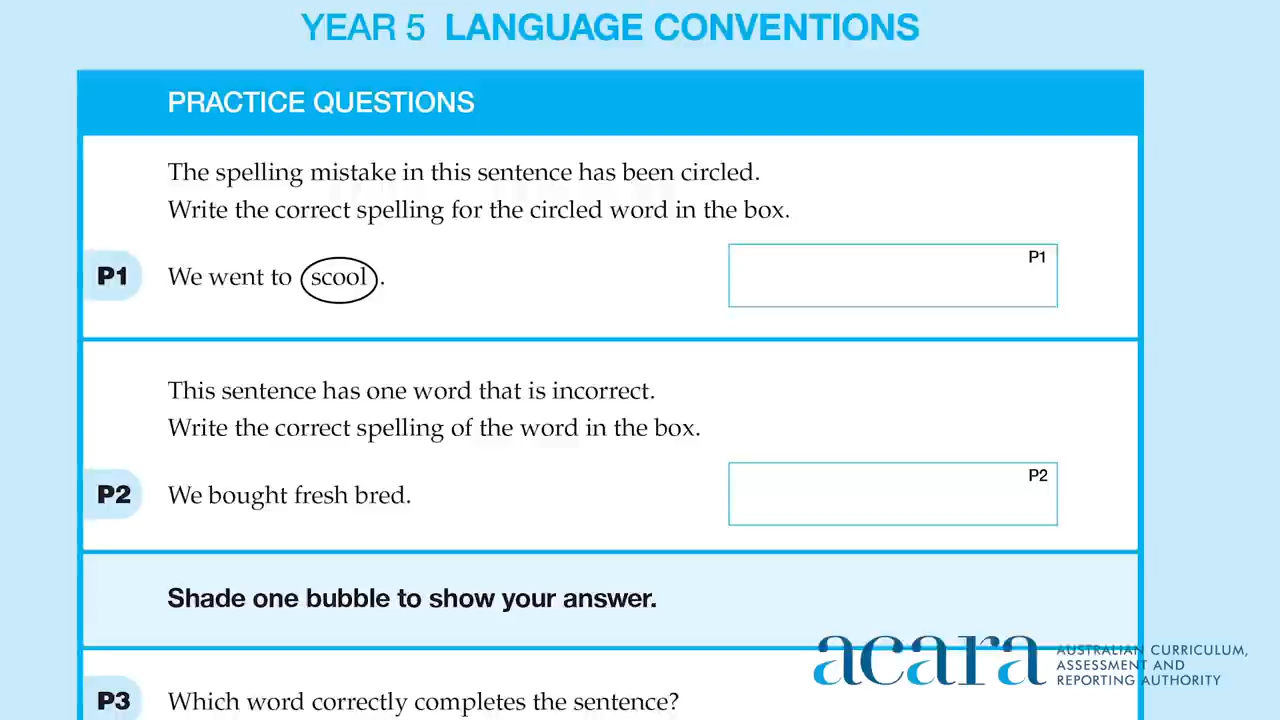 YEAR 5 LANGUAGE CONVENTIONS
PRACTICE QUESTIONS
The spelling mistake in this sentence has been circled.
Write the correct spelling for the circled word in the box.
P1 We went to scool.
P1
This sentence has one word that is incorrect.
Write the correct spelling of the word in the box.
P2 We bought fresh bred.
P2
Shade one bubble to show your answer.
P3 Which word correctly completes the sentence?
acara
AUSTRALIAN CURRICULUM,
ASSESSMENT AND
REPORTING AUTHORITY